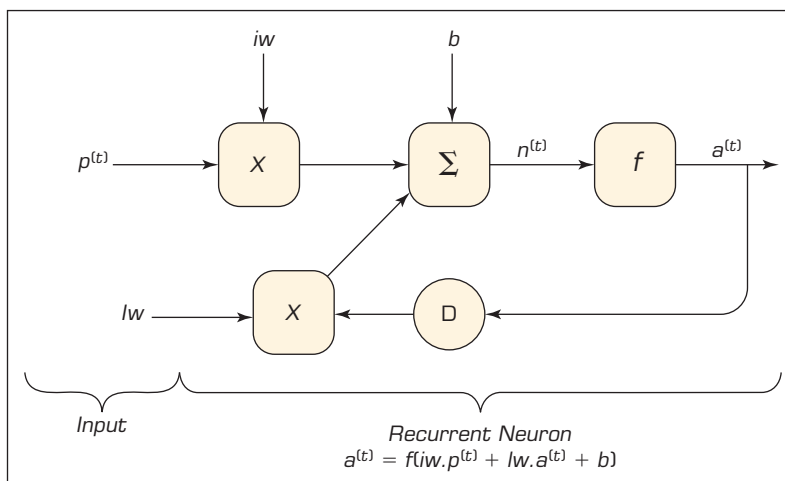 iw
b
p(t)
X
Σ
n(t)
f
a(t)
lw
X
D
Input
Recurrent Neuron
a(t) = f(iw.p(t) + lw.a(t) + b)